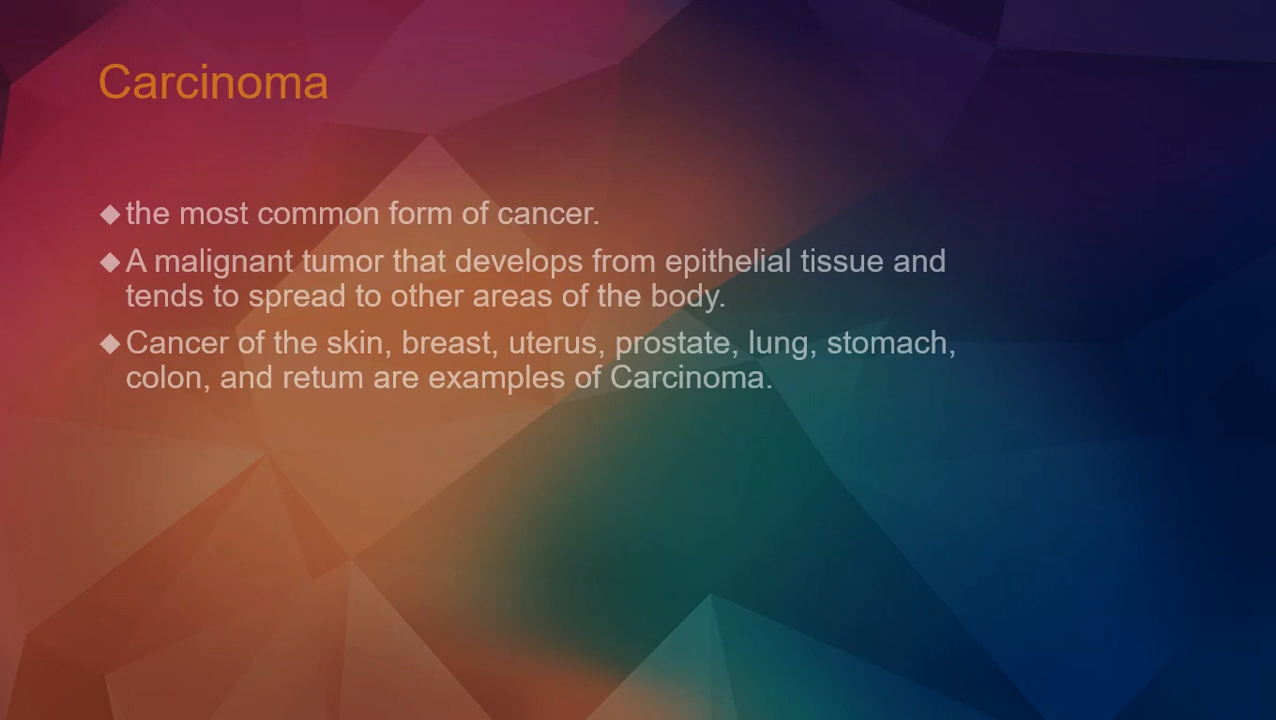 Carcinoma
◆the most common form of cancer.
◆A malignant tumor that develops from epithelial tissue and
tends to spread to other areas of the body.
◆Cancer of the skin, breast, uterus, prostate, lung, stomach,
colon, and retum are examples of Carcinoma.